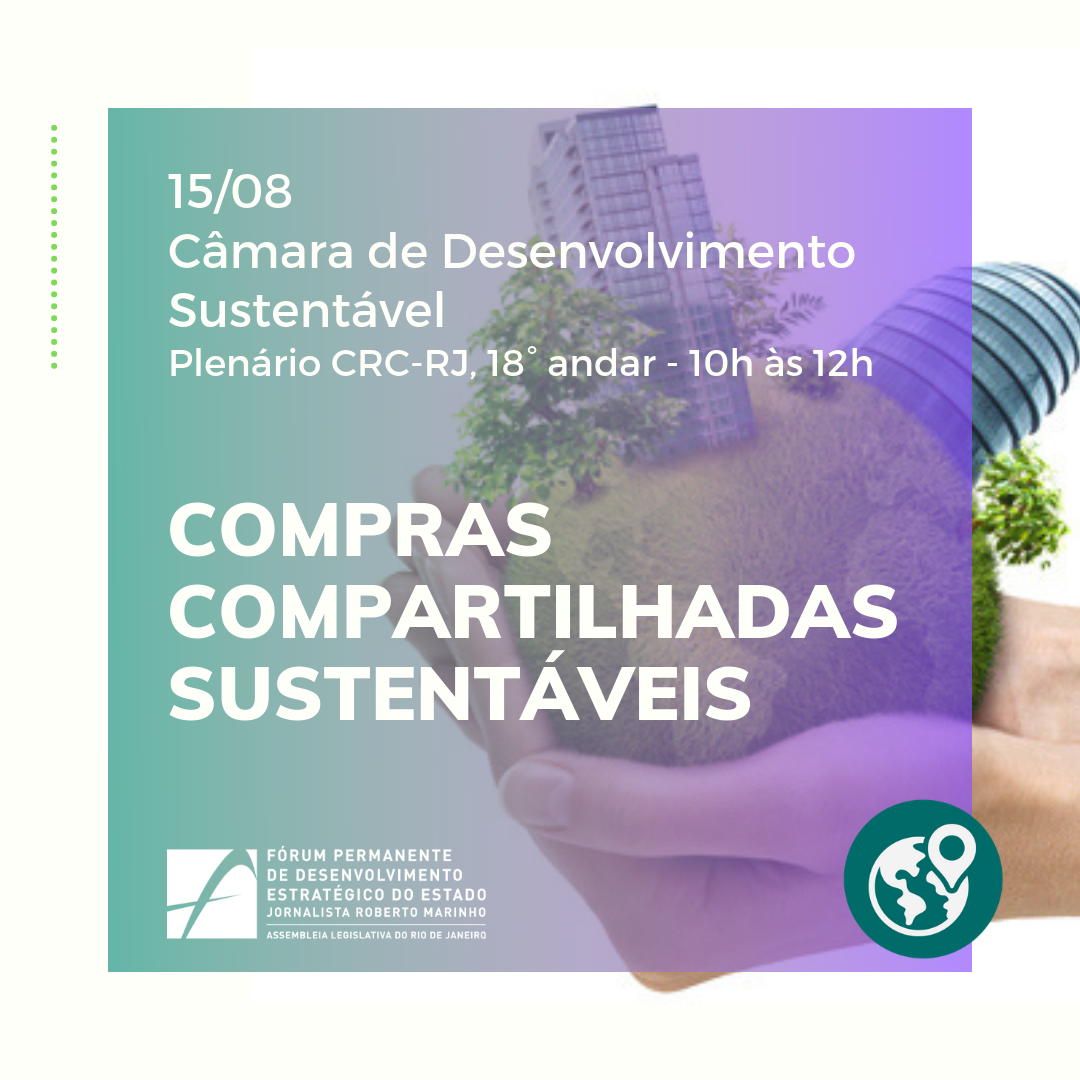 15/08
Câmara de Desenvolvimento
Sustentável
Plenário CRC-RJ, 18° andar - 10h às 12h
COMPRAS
COMPARTILHADAS
SUSTENTÁVEIS
FÓRUM PERMANENTE
DE DESENVOLVIMENTO
ESTRATÉGICO DO ESTADO
JORNALISTA ROBERTO MARINHO
ASSEMBLEIA LEGISLATIVA DO RIO DE JANEIRO